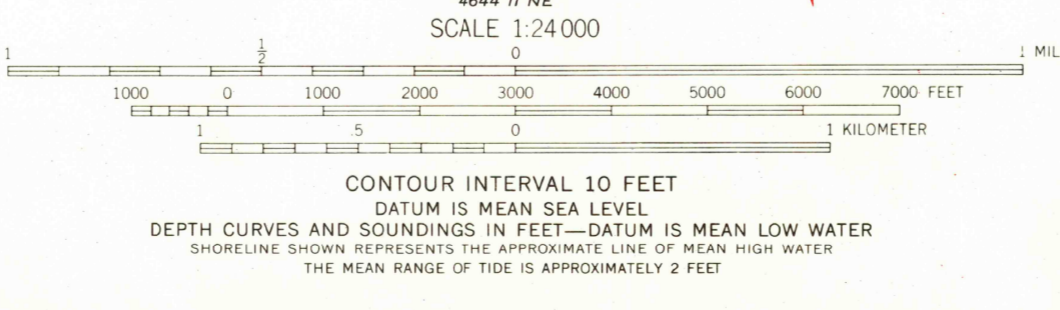 4644 II NE
SCALE 1:24 000
1 1/2 0 1 MIL
1000 0 1000 2000 3000 4000 5000 6000 7000 FEET
1 .5 0 1 KILOMETER
CONTOUR INTERVAL 10 FEET
DATUM IS MEAN SEA LEVEL
DEPTH CURVES AND SOUNDINGS IN FEET—DATUM IS MEAN LOW WATER
SHORELINE SHOWN REPRESENTS THE APPROXIMATE LINE OF MEAN HIGH WATER
THE MEAN RANGE OF TIDE IS APPROXIMATELY 2 FEET